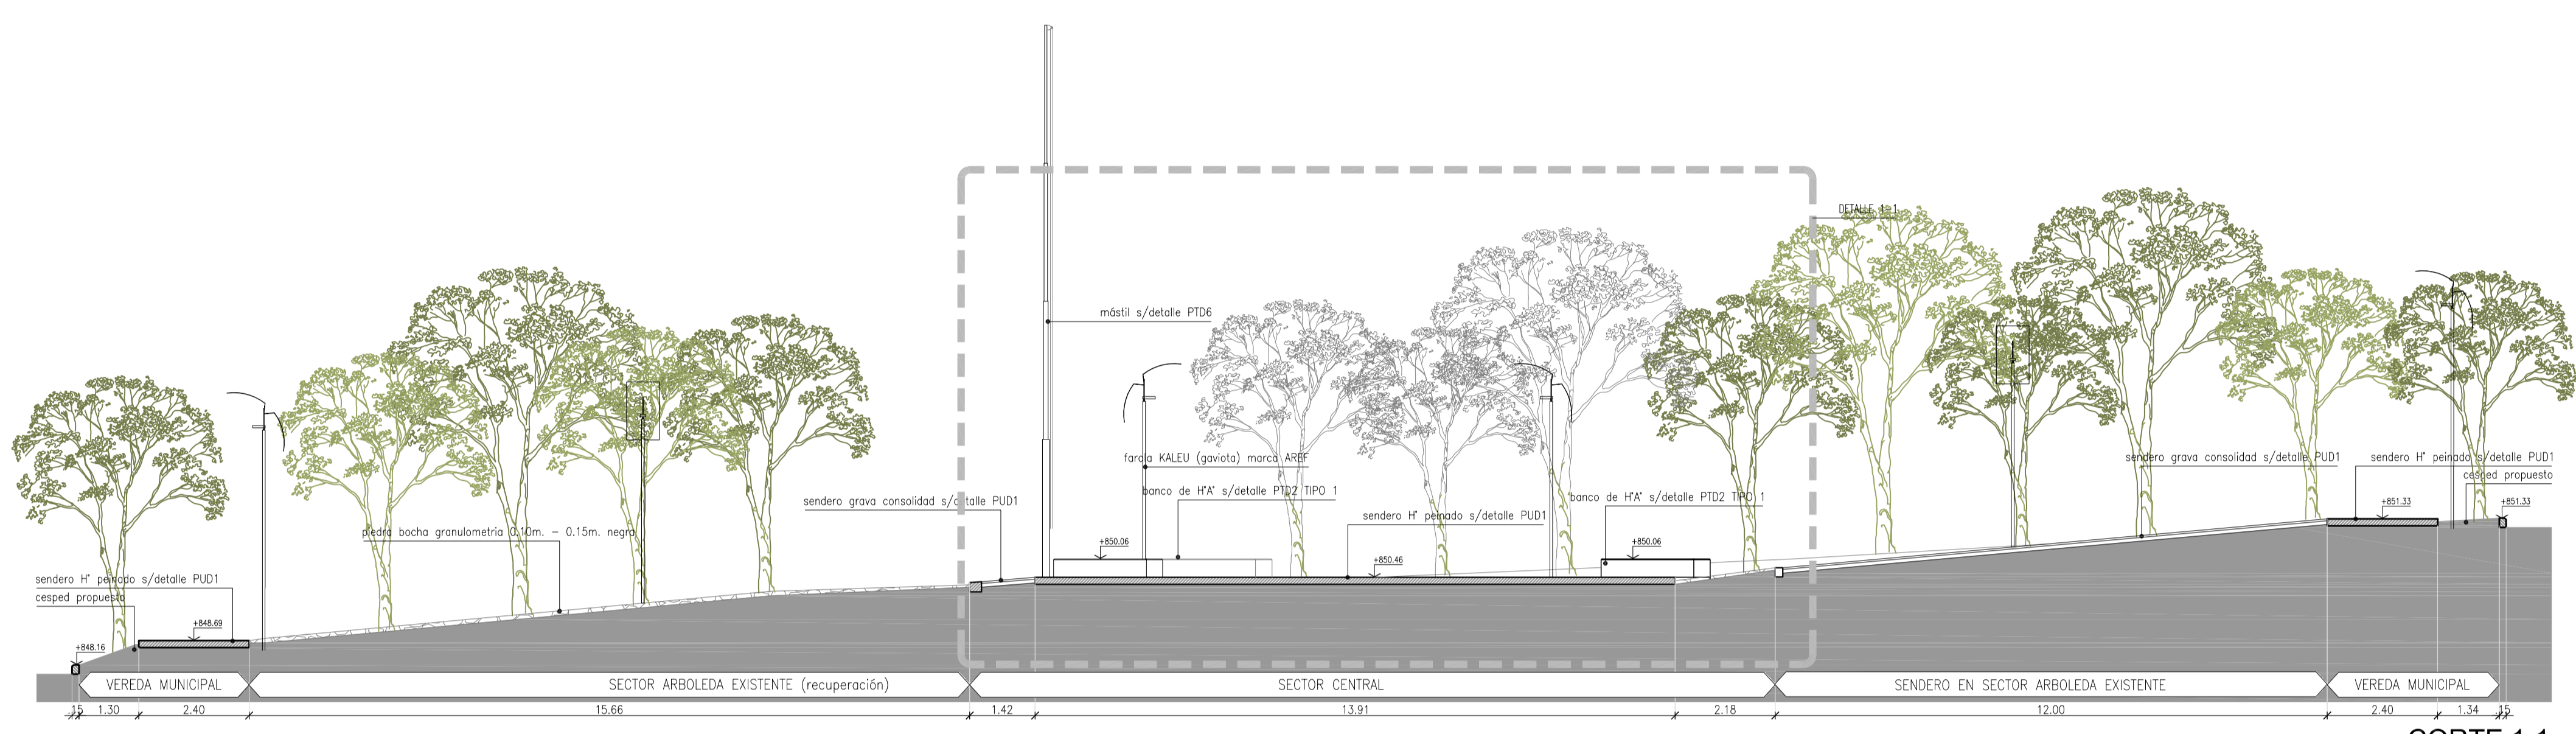 DETALLE 1-1
mástil s/detalle PTD6
farola KALEU (gaviota) marca AREF
banco de H°A° s/detalle PTD2 TIPO 1
sendero grava consolidad s/detalle PUD1
sendero H° peinado s/detalle PUD1
banco de H°A° s/detalle PTD2 TIPO 1
sendero grava consolidad s/detalle PUD1
sendero H° peinado s/detalle PUD1
cesped propuesto
piedra bocha granulometria 0.10m. - 0.15m. negra
sendero H° peinado s/detalle PUD1
cesped propuesto
+848.16
+848.69
+850.06
+850.46
+850.06
+851.33
+851.33
VEREDA MUNICIPAL
SECTOR ARBOLEDA EXISTENTE (recuperación)
SECTOR CENTRAL
SENDERO EN SECTOR ARBOLEDA EXISTENTE
VEREDA MUNICIPAL
.15 1.30 2.40 15.66 1.42 13.91 2.18 12.00 2.40 1.34 .15
CORTE 1-1